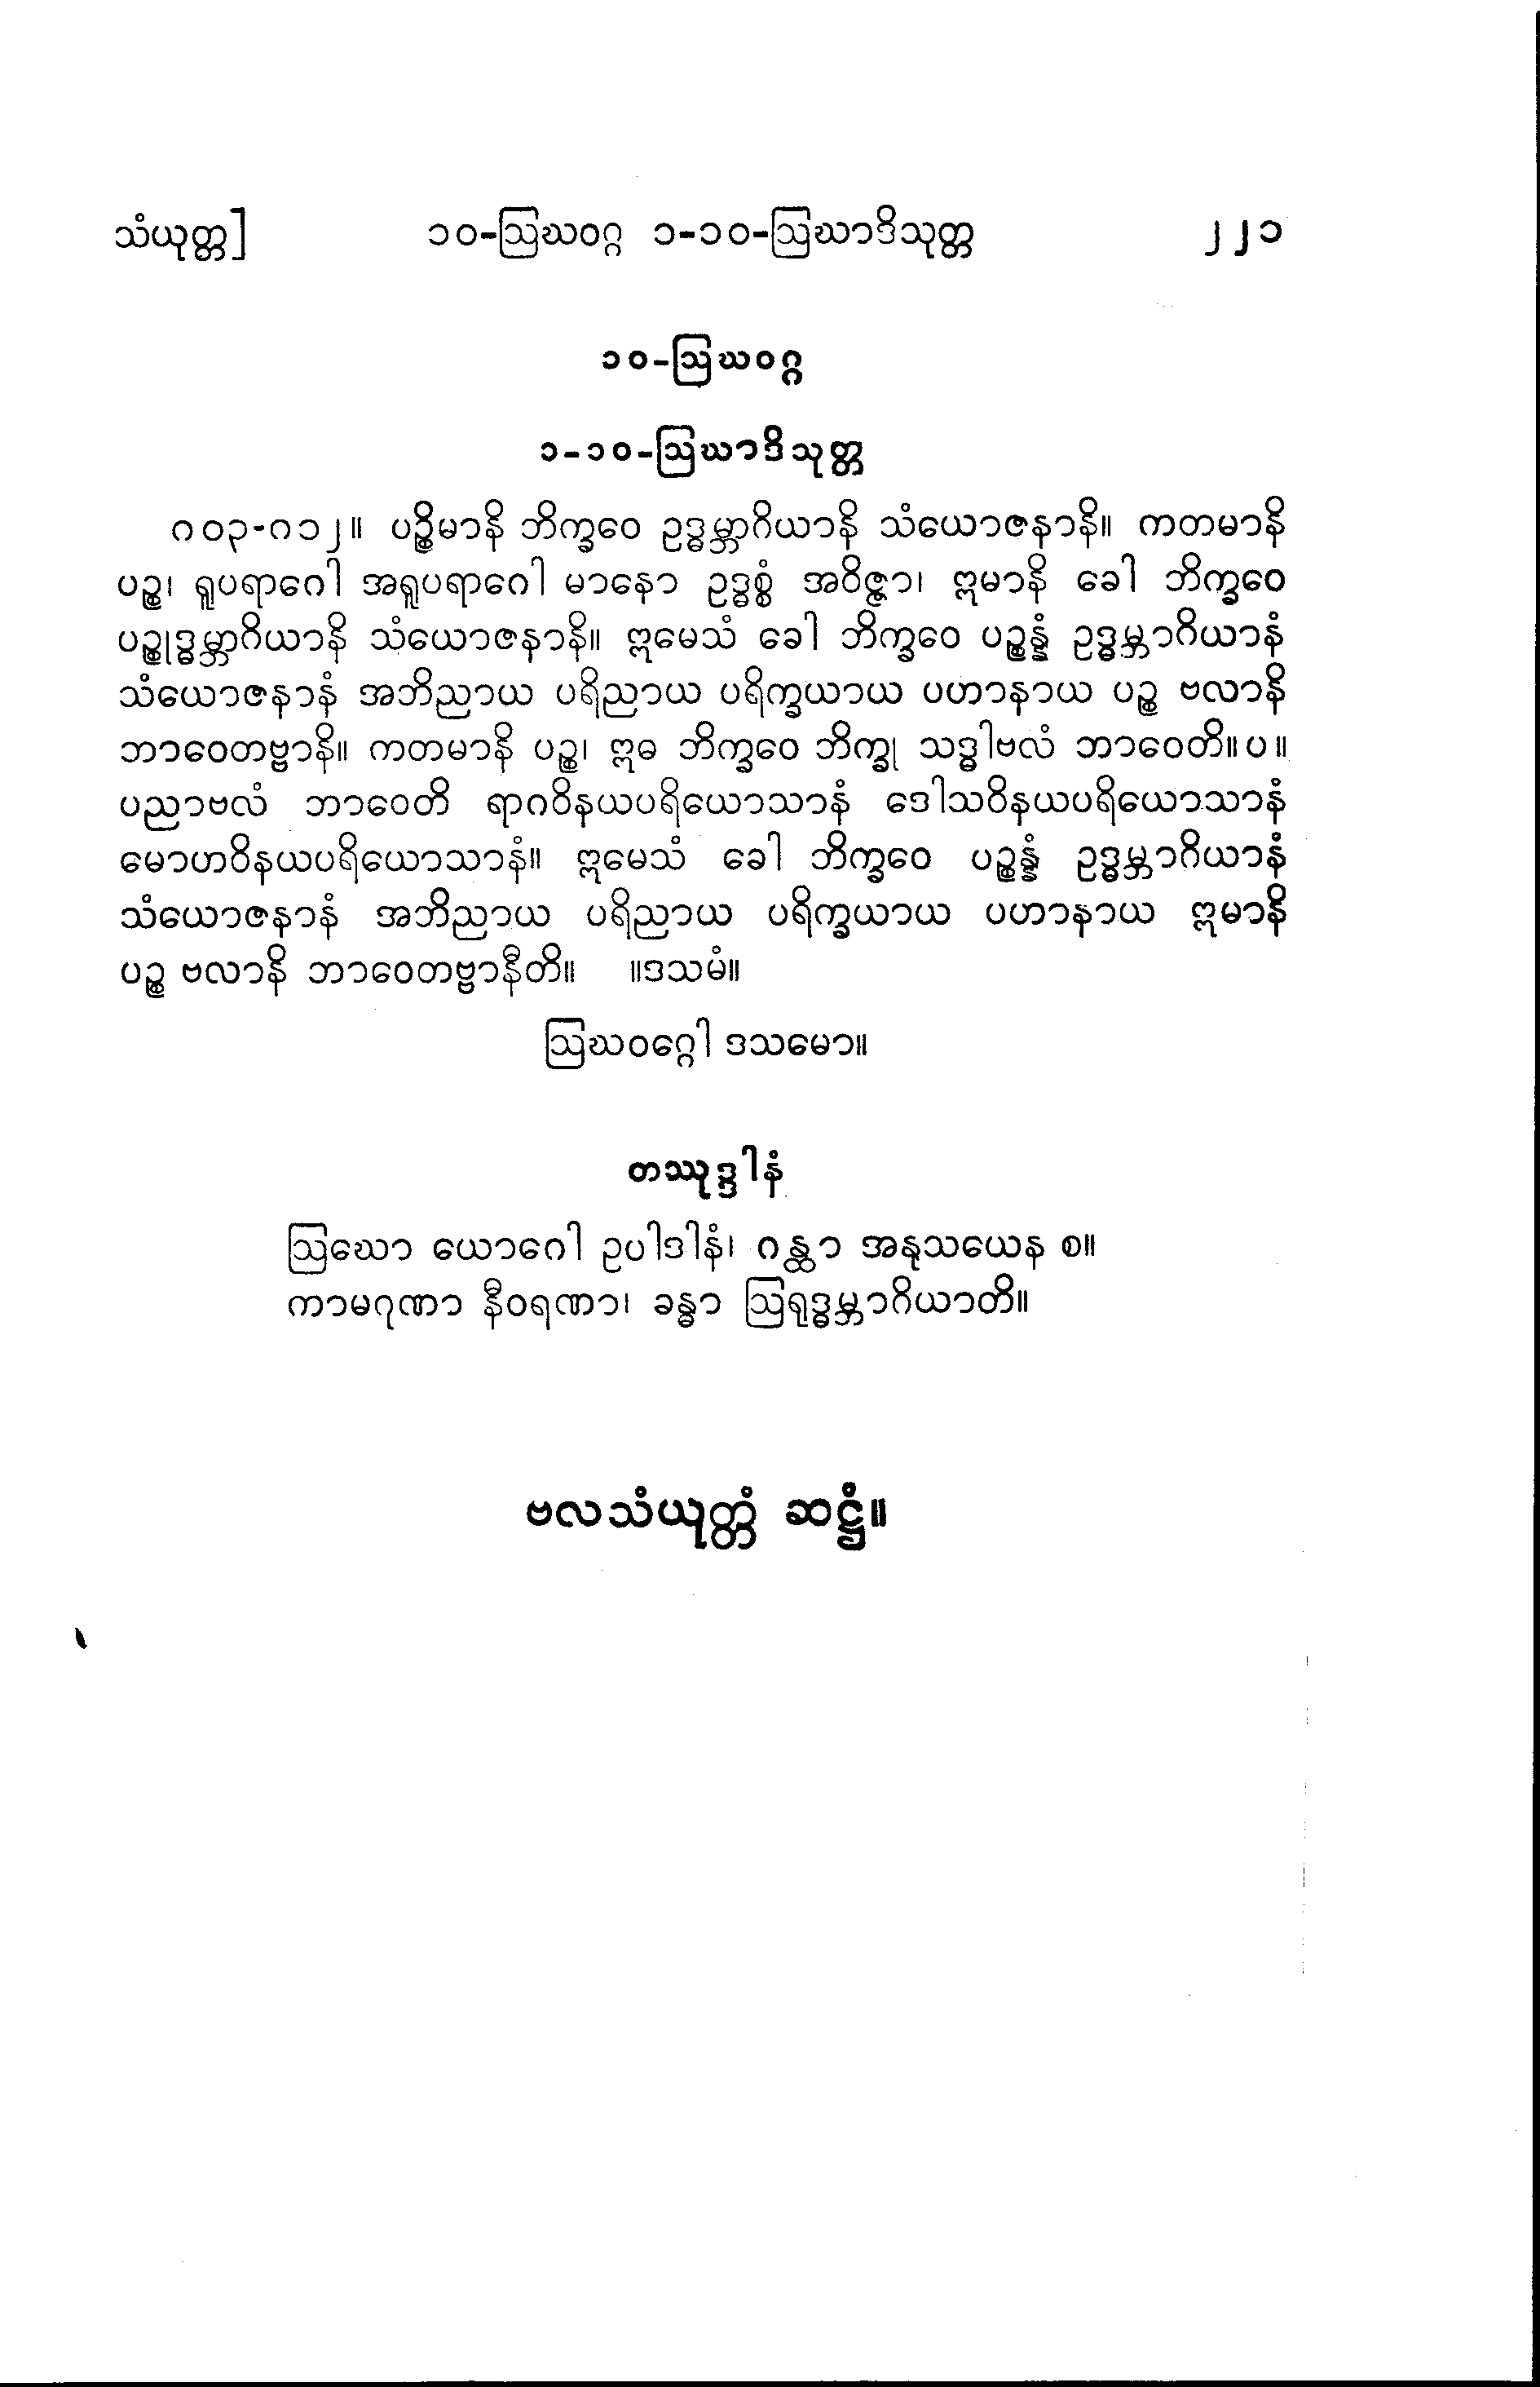 သံယုတ္တ] ၁၀-ဩဃဝဂ္ဂ ၁-၁၀-ဩဃာဒိသုတ္တ ၂၂၁
၁၀-ဩဃဝဂ္ဂ
၁-၁၀-ဩဃာဒိသုတ္တ
၈၀၃-၈၁၂။ ပဉ္စိမာနိ ဘိက္ခဝေ ဥဒ္ဓမ္ဘာဂိယာနိ သံယောဇနာနိ။ ကတမာနိ
ပဉ္စ၊ ရူပရာဂေါ အရူပရာဂေါ မာနော ဥဒ္ဓစ္စံ အဝိဇ္ဇာ၊ ဣမာနိ ခေါ ဘိက္ခဝေ
ပဉ္စုဒ္ဓမ္ဘာဂိယာနိ သံယောဇနာနိ။ ဣမေသံ ခေါ ဘိက္ခဝေ ပဉ္စန္နံ ဥဒ္ဓမ္ဘာဂိယာနံ
သံယောဇနာနံ အဘိညာယ ပရိညာယ ပရိက္ခယာယ ပဟာနာယ ပဉ္စ ဗလာနိ
ဘာဝေတဗ္ဗာနိ။ ကတမာနိ ပဉ္စ၊ ဣဓ ဘိက္ခဝေ ဘိက္ခု သဒ္ဓါဗလံ ဘာဝေတိ။ပ။
ပညာဗလံ ဘာဝေတိ ရာဂဝိနယပရိယောသာနံ ဒေါသဝိနယပရိယောသာနံ
မောဟဝိနယပရိယောသာနံ။ ဣမေသံ ခေါ ဘိက္ခဝေ ပဉ္စန္နံ ဥဒ္ဓမ္ဘာဂိယာနံ
သံယောဇနာနံ အဘိညာယ ပရိညာယ ပရိက္ခယာယ ပဟာနာယ ဣမာနိ
ပဉ္စ ဗလာနိ ဘာဝေတဗ္ဗာနီတိ။ ။ဒသမံ။
ဩဃဝဂ္ဂေါ ဒသမော။
တဿုဒ္ဒါနံ
ဩဃော ယောဂေါ ဥပါဒါနံ၊ ဂန္ထာ အနုသယေန စ။
ကာမဂုဏာ နီဝရဏာ၊ ခန္ဓာ ဩရုဒ္ဓမ္ဘာဂိယာတိ။
ဗလသံယုတ္တံ ဆဋ္ဌံ။